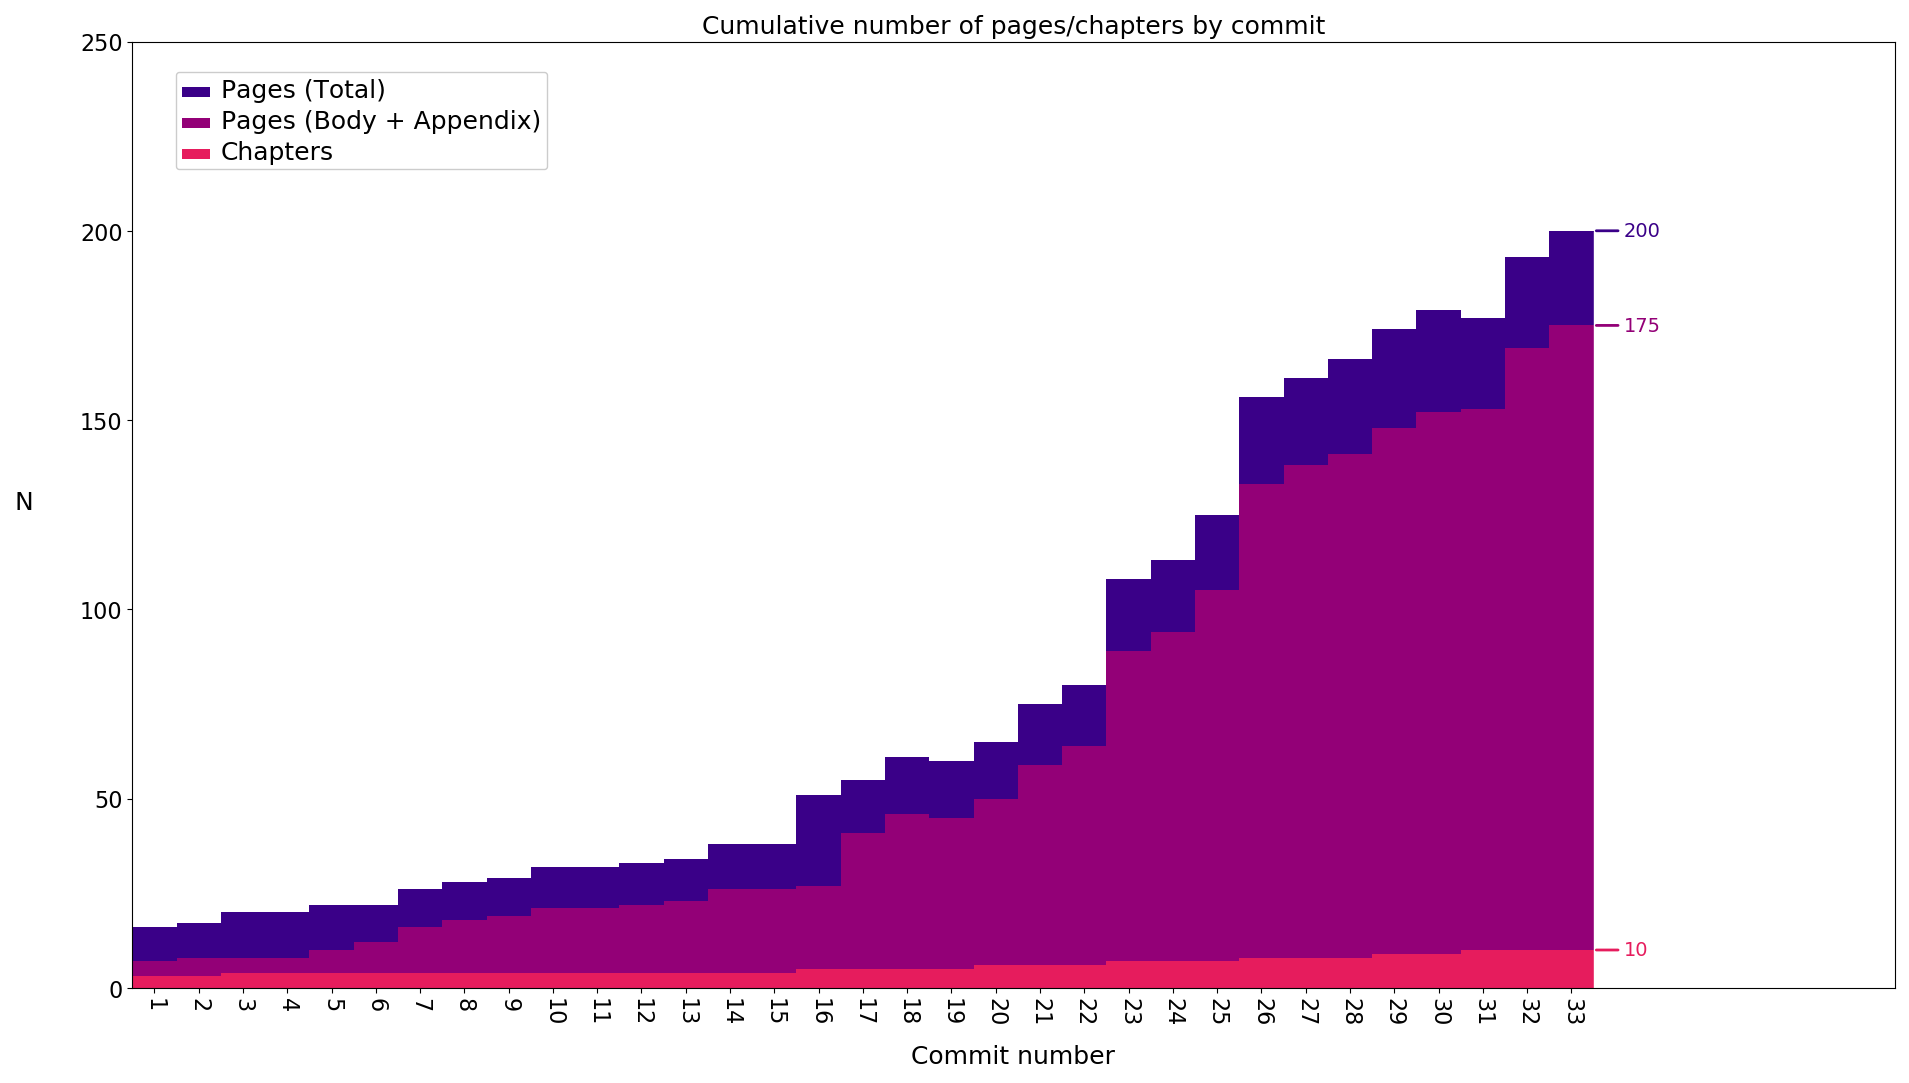 Cumulative number of pages/chapters by commit
250
200
150
100
50
0
N
Pages (Total)
Pages (Body + Appendix)
Chapters
200
175
10
1 2 3 4 5 6 7 8 9 10 11 12 13 14 15 16 17 18 19 20 21 22 23 24 25 26 27 28 29 30 31 32 33
Commit number